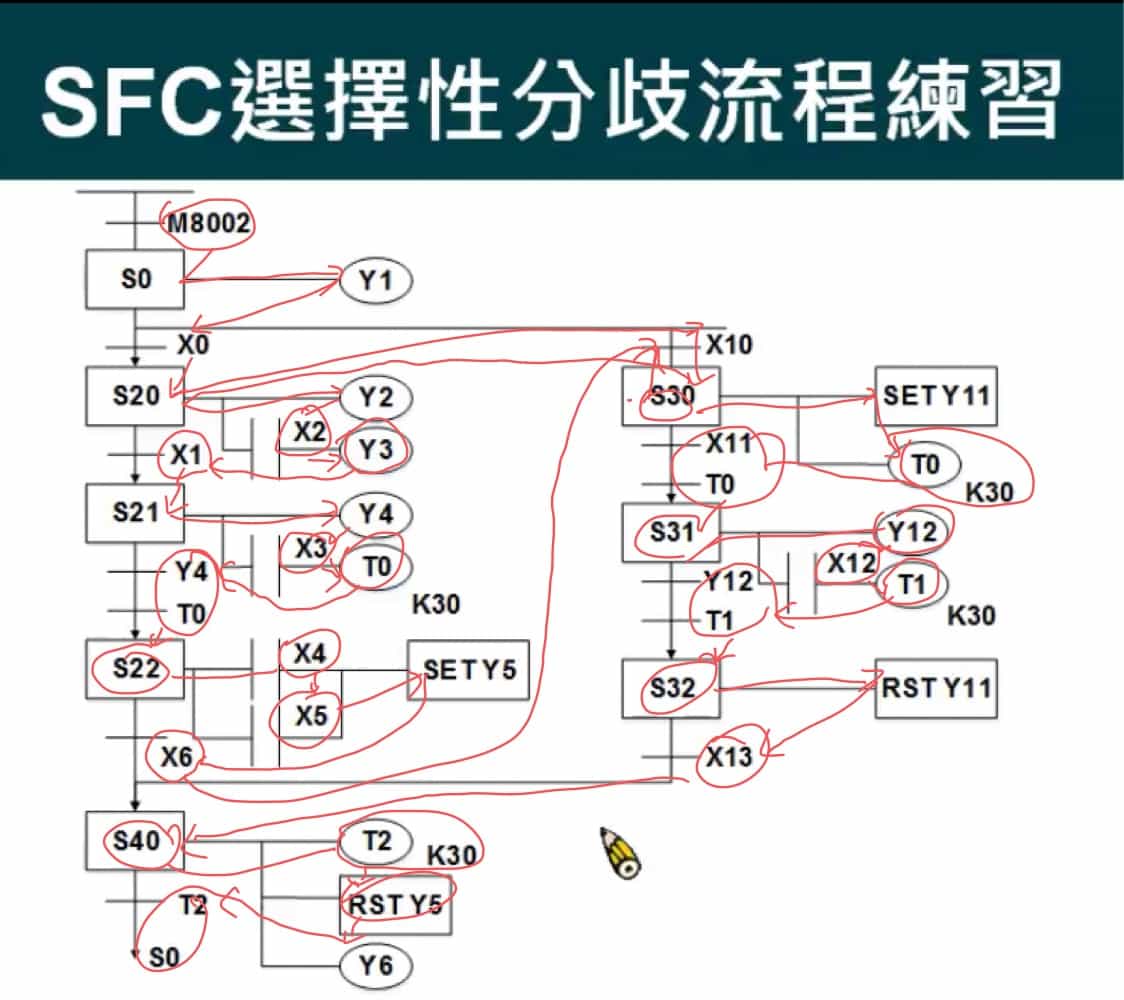 SFC選擇性分歧流程練習
M8002
S0
Y1
X0
X10
S20
Y2
X2
Y3
X1
S30
SET Y11
X11
T0
T0
K30
S21
Y4
X3
T0
K30
Y4
T0
S31
Y12
X12
T1
K30
Y12
T1
S22
X4
SET Y5
X5
X6
S32
RST Y11
X13
S40
T2
K30
RST Y5
T2
S0
Y6